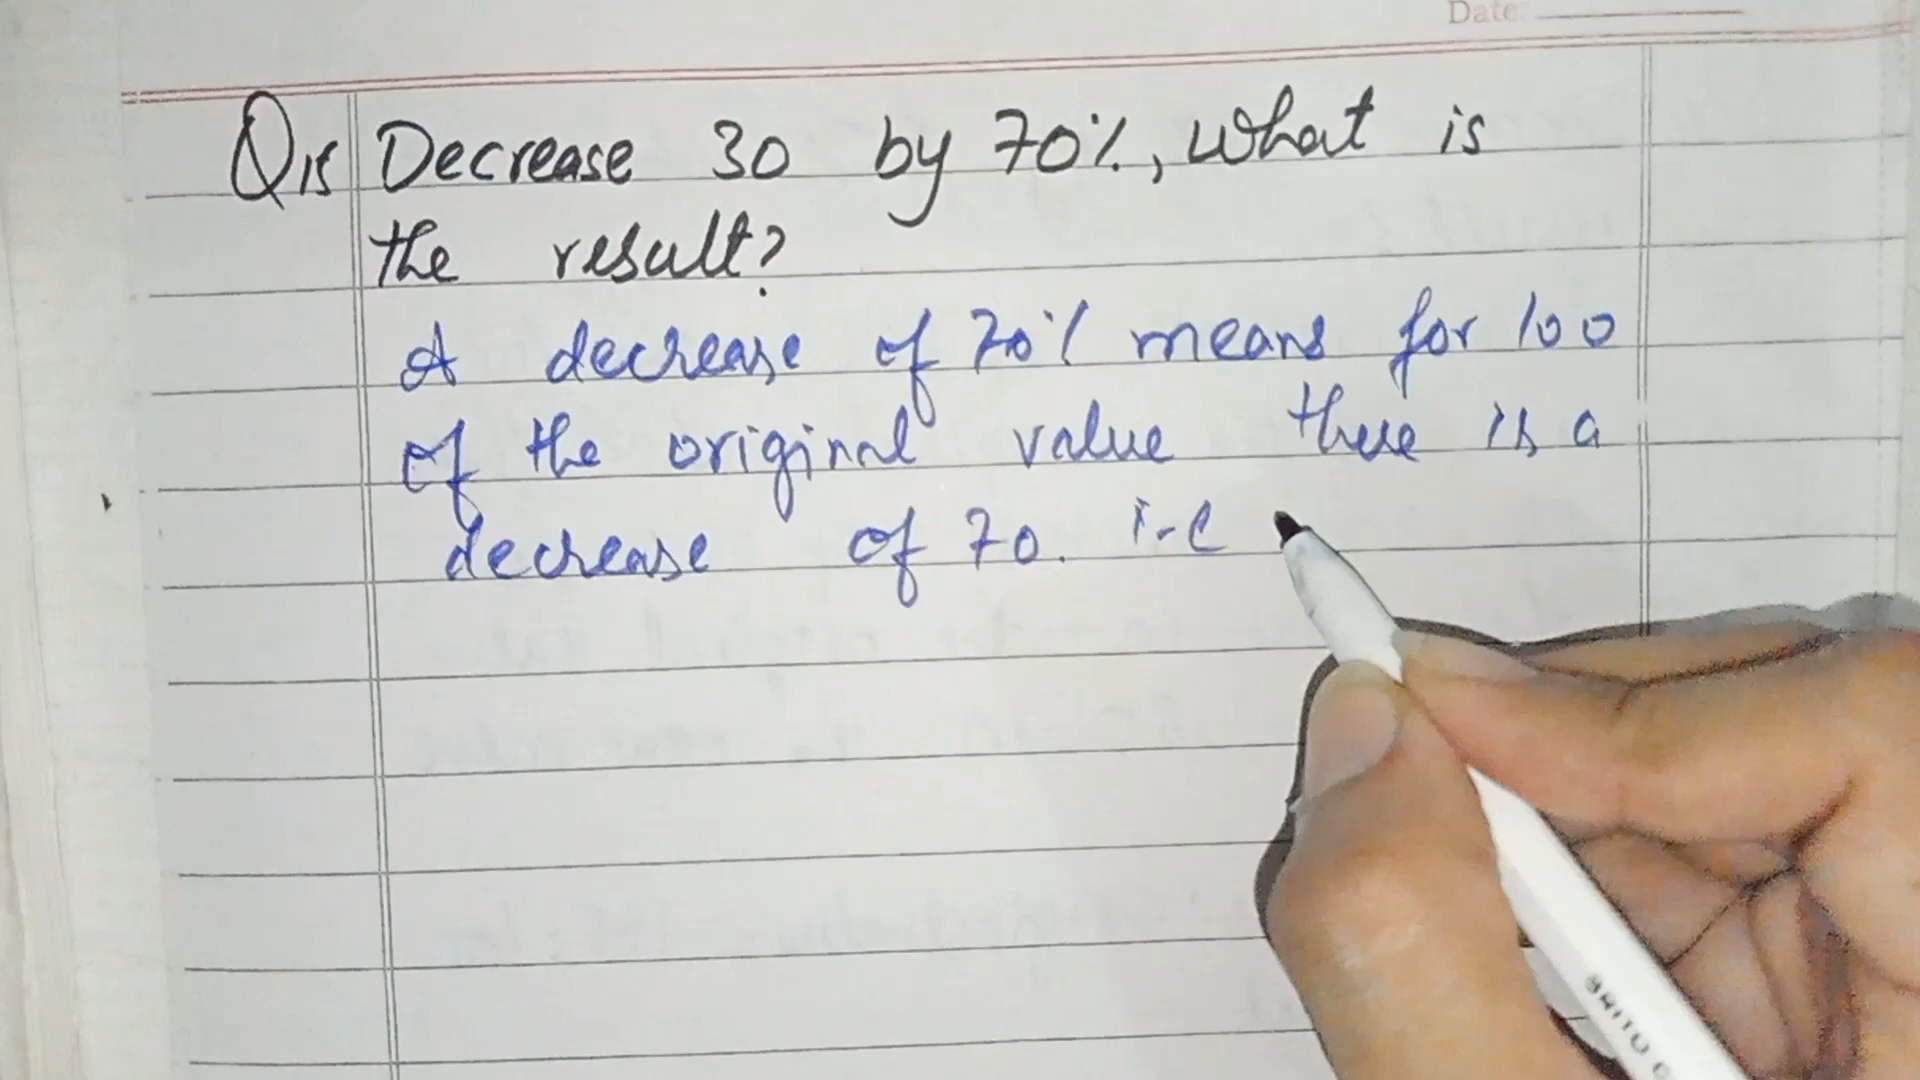 Date:
Q15 Decrease 30 by 70%, What is
the result?
A decrease of 70% means for 100
of the original value there is a
decrease of 70. i-e
BRITO